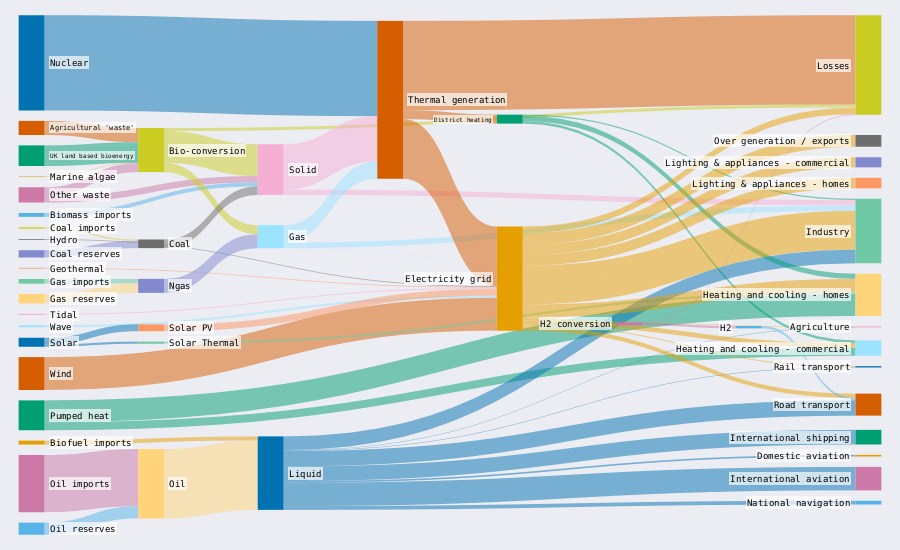 Nuclear
Agricultural 'waste'
UK land based bioenergy
Marine algae
Other waste
Biomass imports
Coal imports
Hydro
Coal reserves
Geothermal
Gas imports
Gas reserves
Tidal
Wave
Solar
Wind
Pumped heat
Biofuel imports
Oil imports
Oil reserves
Bio-conversion
Coal
Ngas
Solar PV
Solar Thermal
Oil
Solid
Gas
Liquid
Thermal generation
District heating
Electricity grid
H2 conversion
H2
Losses
Over generation / exports
Lighting & appliances - commercial
Lighting & appliances - homes
Industry
Heating and cooling - homes
Agriculture
Heating and cooling - commercial
Rail transport
Road transport
International shipping
Domestic aviation
International aviation
National navigation